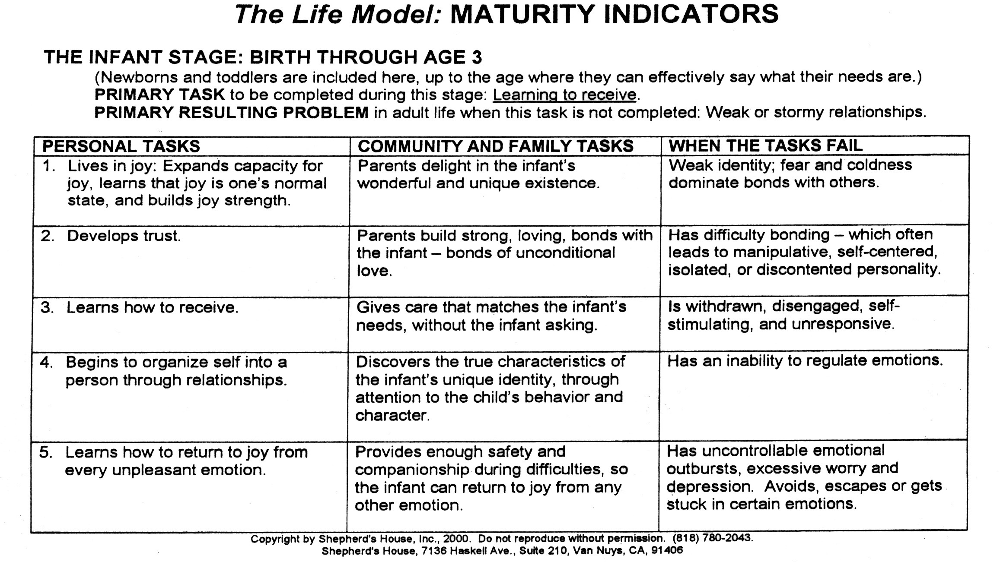 The Life Model: MATURITY INDICATORS
THE INFANT STAGE: BIRTH THROUGH AGE 3
(Newborns and toddlers are included here, up to the age where they can effectively say what their needs are.)
PRIMARY TASK to be completed during this stage: Learning to receive.
PRIMARY RESULTING PROBLEM in adult life when this task is not completed: Weak or stormy relationships.
PERSONAL TASKS
COMMUNITY AND FAMILY TASKS
WHEN THE TASKS FAIL
1. Lives in joy: Expands capacity for
joy, learns that joy is one's normal
state, and builds joy strength.
Parents delight in the infant's
wonderful and unique existence.
Weak identity; fear and coldness
dominate bonds with others.
2. Develops trust.
Parents build strong, loving, bonds with
the infant – bonds of unconditional
love.
Has difficulty bonding – which often
leads to manipulative, self-centered,
isolated, or discontented personality.
3. Learns how to receive.
Gives care that matches the infant's
needs, without the infant asking.
Is withdrawn, disengaged, self-
stimulating, and unresponsive.
4. Begins to organize self into a
person through relationships.
Discovers the true characteristics of
the infant's unique identity, through
attention to the child's behavior and
character.
Has an inability to regulate emotions.
5. Learns how to return to joy from
every unpleasant emotion.
Provides enough safety and
companionship during difficulties, so
the infant can return to joy from any
other emotion.
Has uncontrollable emotional
outbursts, excessive worry and
depression. Avoids, escapes or gets
stuck in certain emotions.
Copyright by Shepherd's House, Inc., 2000. Do not reproduce without permission. (818) 780-2043.
Shepherd's House, 7136 Haskell Ave., Suite 210, Van Nuys, CA, 91406